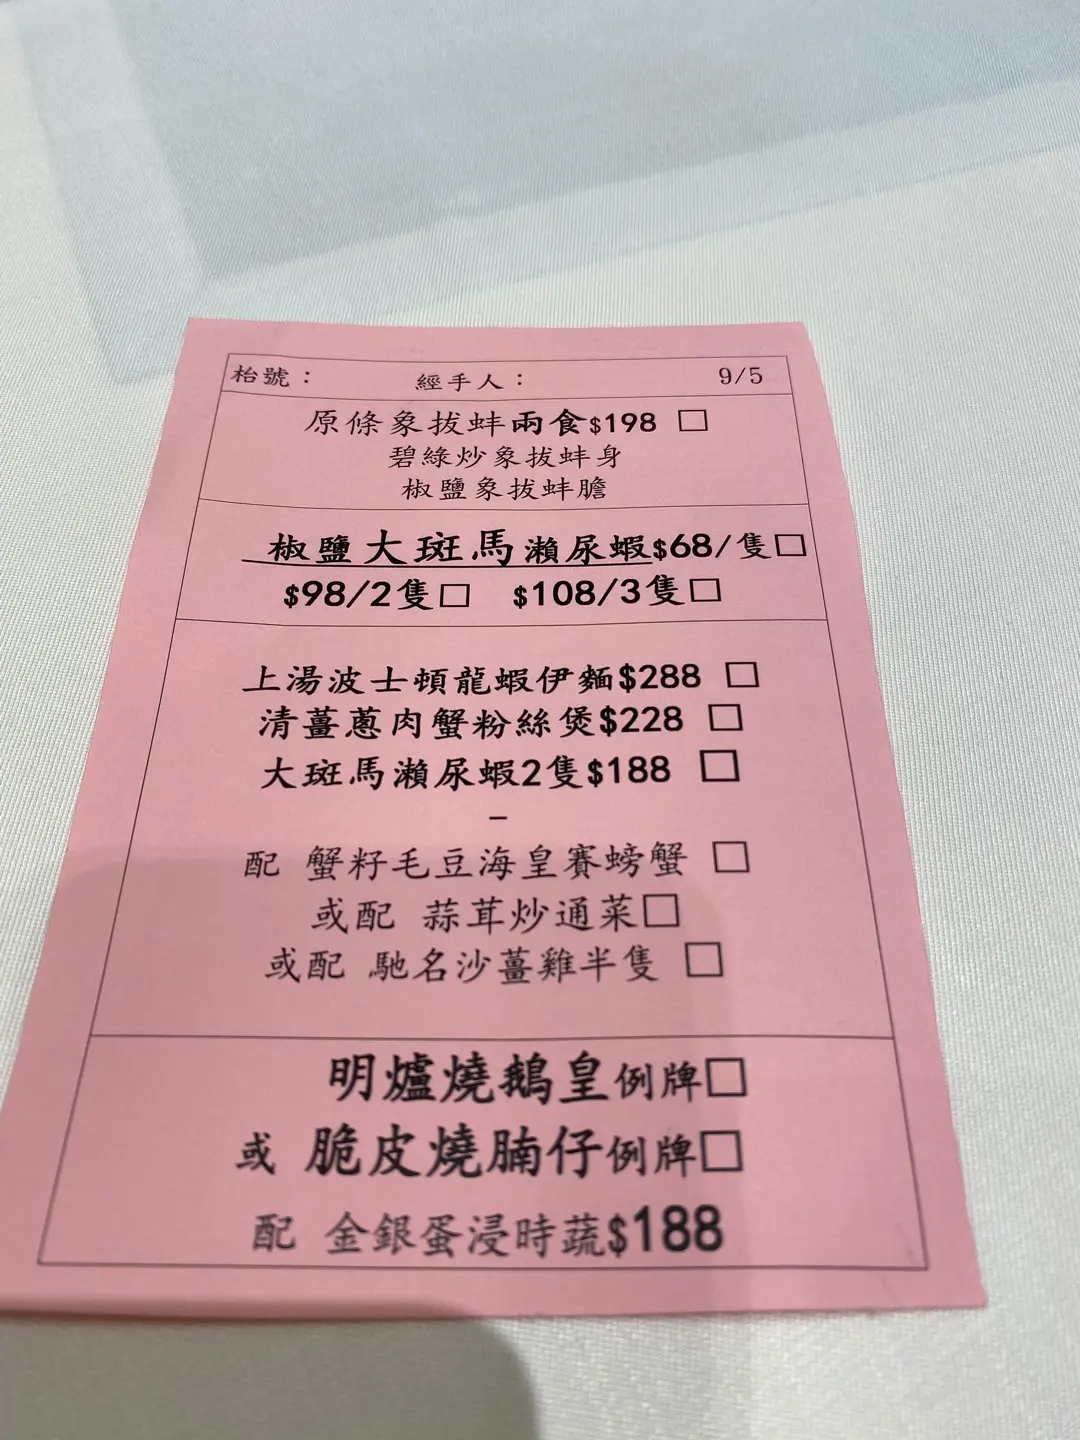 枱號： 經手人： 9/5
原條象拔蚌兩食$198 □
碧綠炒象拔蚌身
椒鹽象拔蚌膽
椒鹽大斑馬瀨尿蝦$68/隻□
$98/2隻□ $108/3隻□
上湯波士頓龍蝦伊麵$288 □
清薑蔥肉蟹粉絲煲$228 □
大斑馬瀨尿蝦2隻$188 □
–
配 蟹籽毛豆海皇賽螃蟹 □
或配 蒜茸炒通菜□
或配 馳名沙薑雞半隻 □
明爐燒鵝皇例牌□
或 脆皮燒腩仔例牌□
配 金銀蛋浸時蔬$188